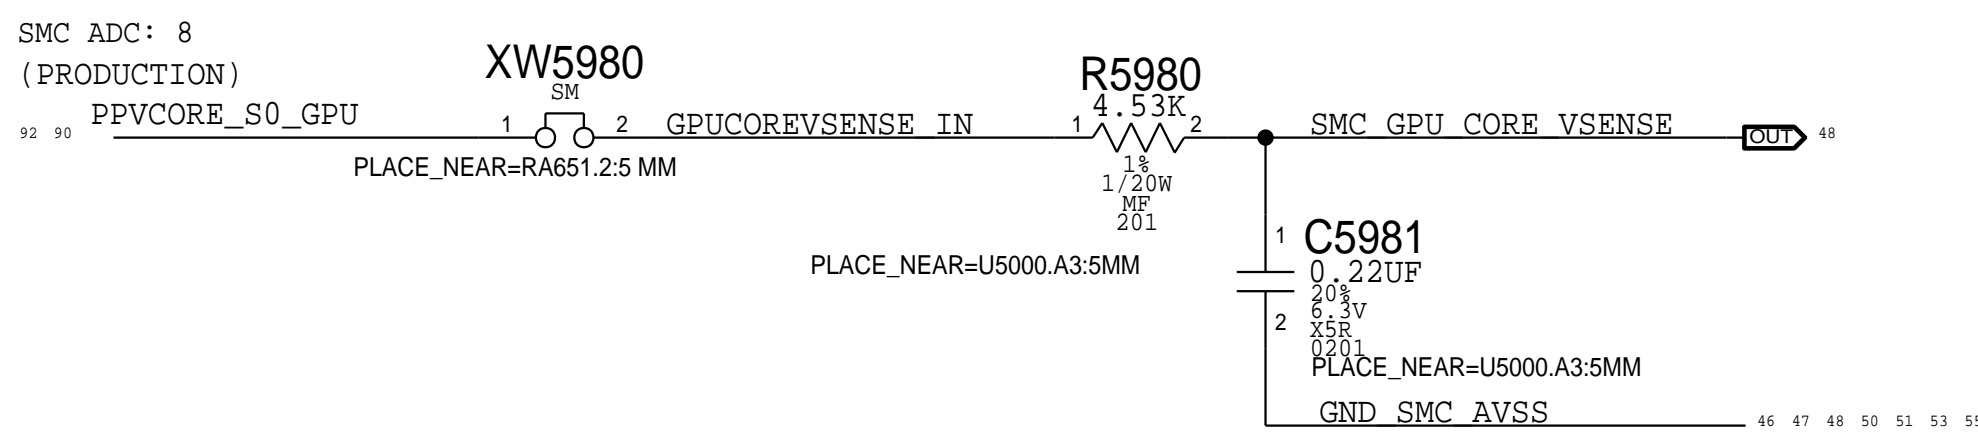 SMC ADC: 8
(PRODUCTION)
XW5980
SM
R5980
4.53K
92 90 PPVCORE_S0_GPU 1 2 GPUCOREVSENSE_IN 1 2 SMC_GPU_CORE_VSENSE OUT 48
PLACE_NEAR=RA651.2:5 MM
1%
1/20W
MF
201
PLACE_NEAR=U5000.A3:5MM
1 C5981
0.22UF
20%
6.3V
2 X5R
0201
PLACE_NEAR=U5000.A3:5MM
GND_SMC_AVSS 46 47 48 50 51 53 55